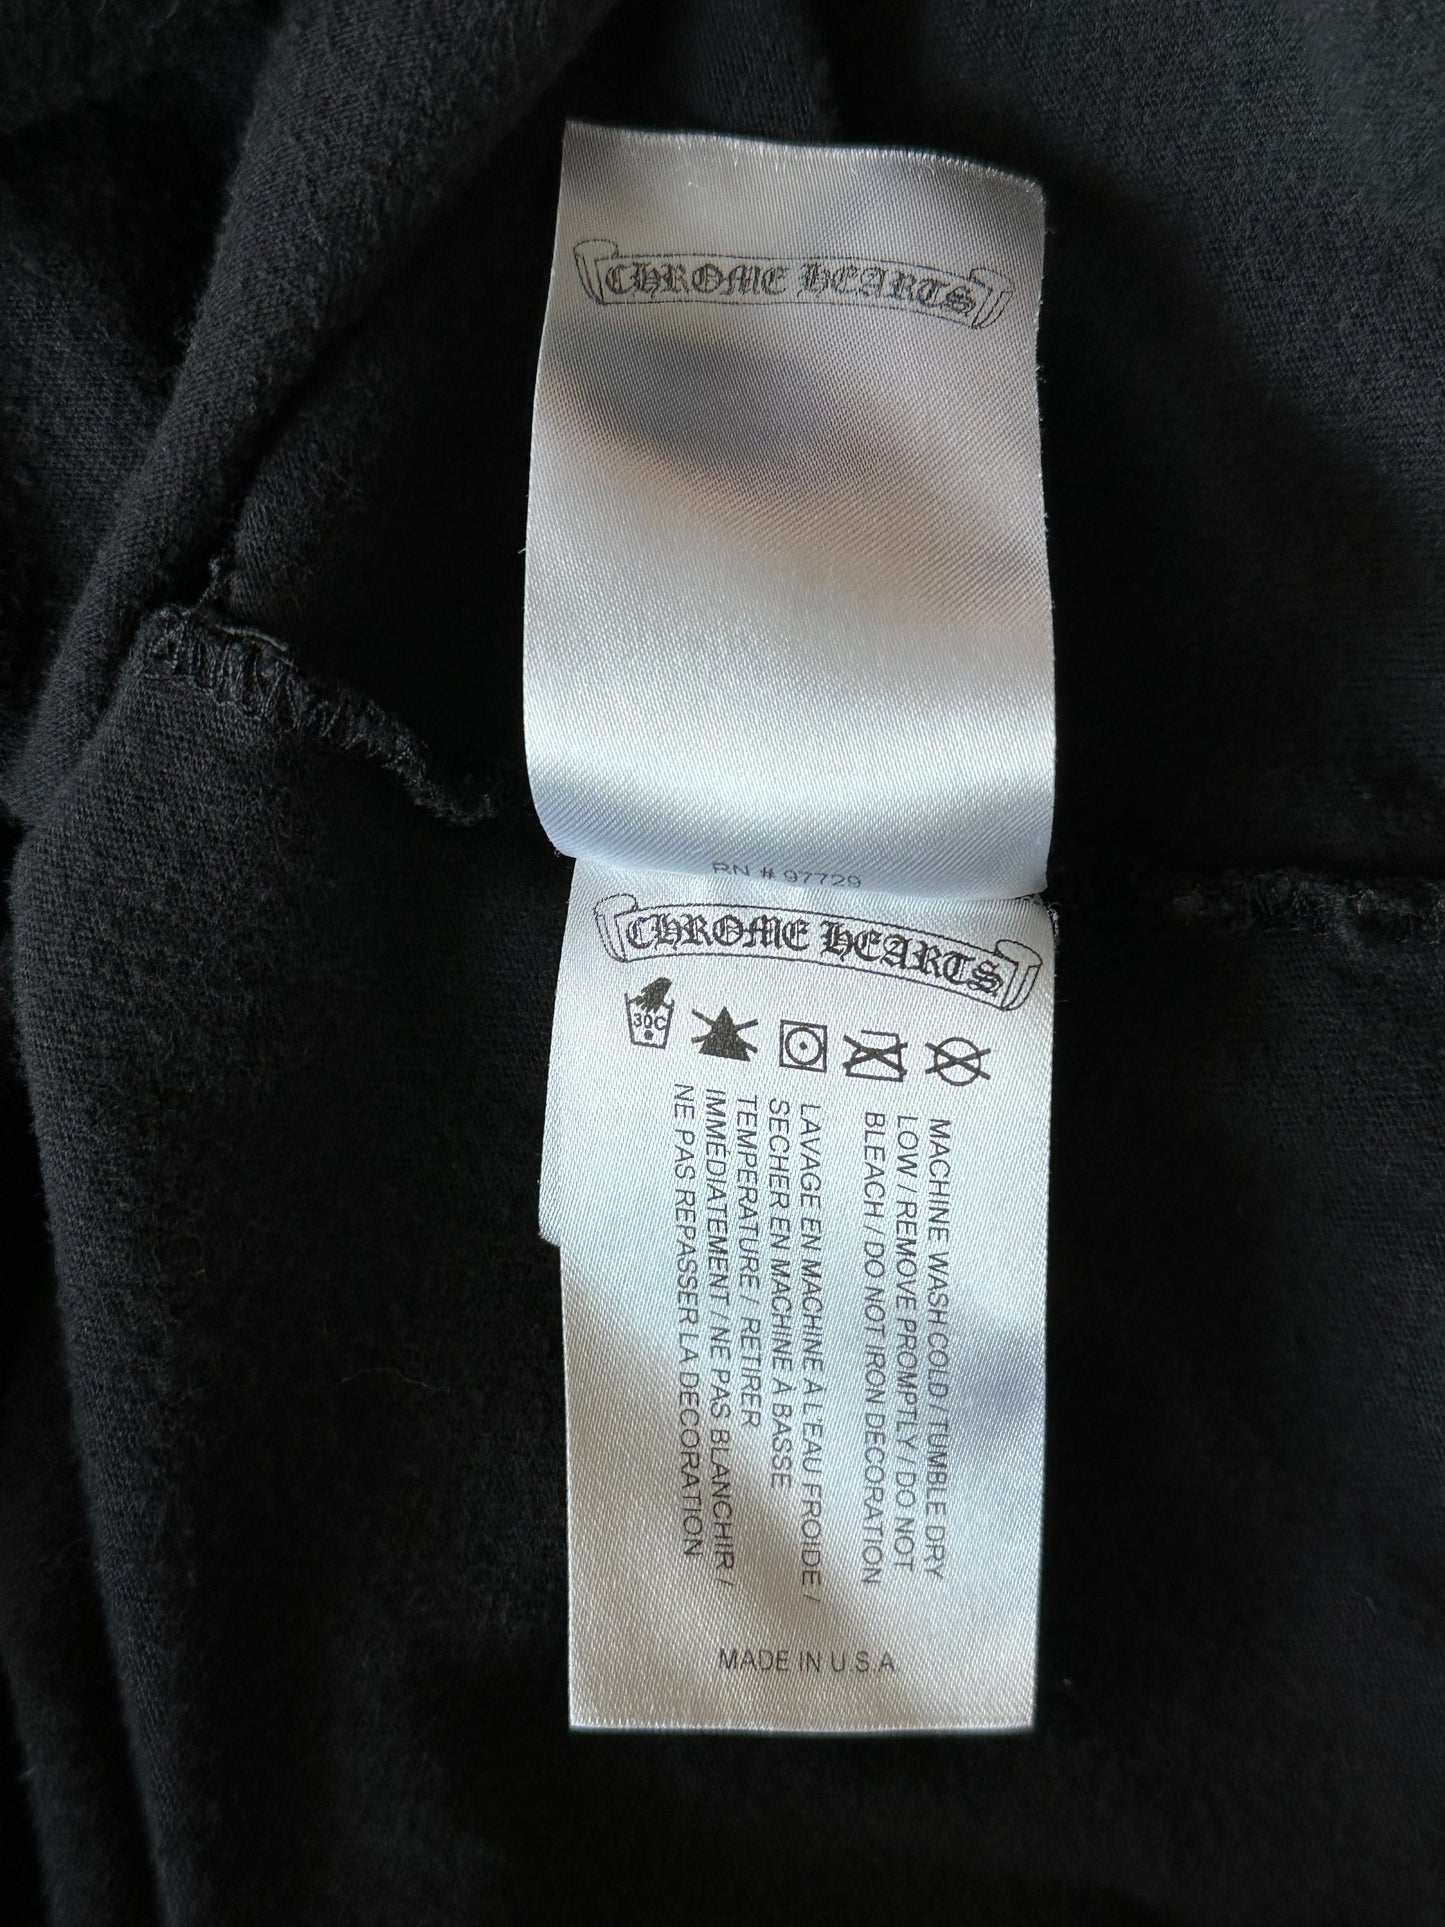 CHROME HEARTS
RN # 97729
CHROME HEARTS
30C
MACHINE WASH COLD / TUMBLE DRY
LOW / REMOVE PROMPTLY / DO NOT
BLEACH / DO NOT IRON DECORATION
LAVAGE EN MACHINE À L'EAU FROIDE /
SECHER EN MACHINE À BASSE
TEMPERATURE / RETIRER
IMMÉDIATEMENT / NE PAS BLANCHIR /
NE PAS REPASSER LA DECORATION
MADE IN U.S.A